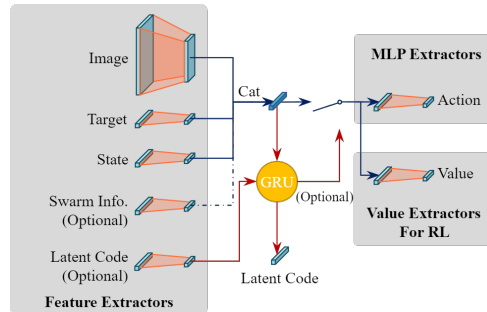 Image
Target
State
Swarm Info.
(Optional)
Latent Code
(Optional)
Feature Extractors
Cat
GRU
(Optional)
Latent Code
MLP Extractors
Action
Value
Value Extractors
For RL